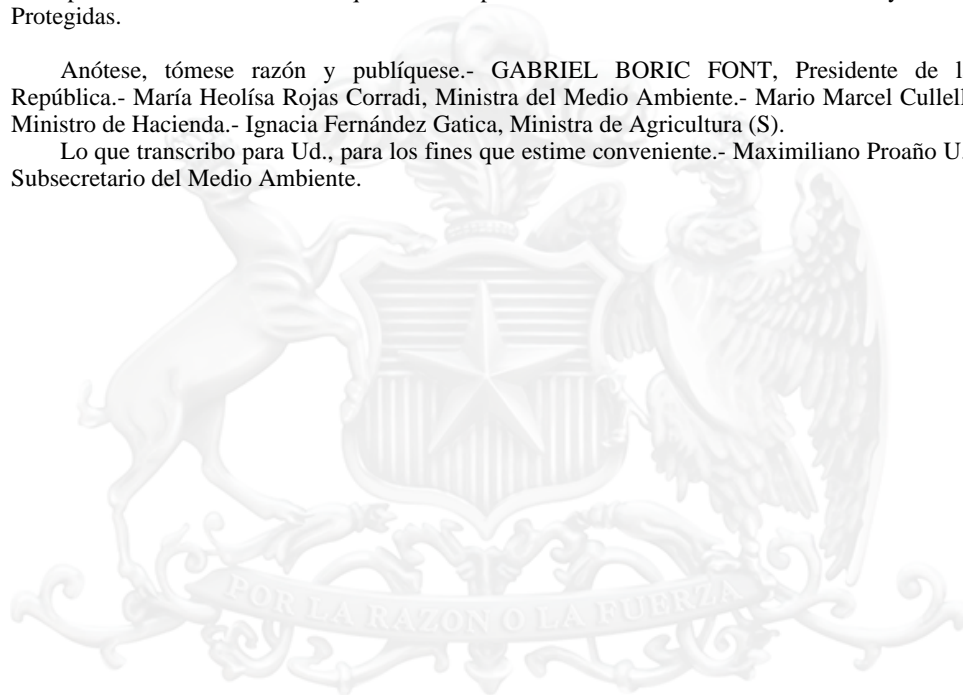 Protegidas.
Anótese, tómese razón y publíquese.- GABRIEL BORIC FONT, Presidente de l
República.- María Heolísa Rojas Corradi, Ministra del Medio Ambiente.- Mario Marcel Cullell
Ministro de Hacienda.- Ignacia Fernández Gatica, Ministra de Agricultura (S).
Lo que transcribo para Ud., para los fines que estime conveniente.- Maximiliano Proaño U.
Subsecretario del Medio Ambiente.
POR LA RAZON O LA FUERZA